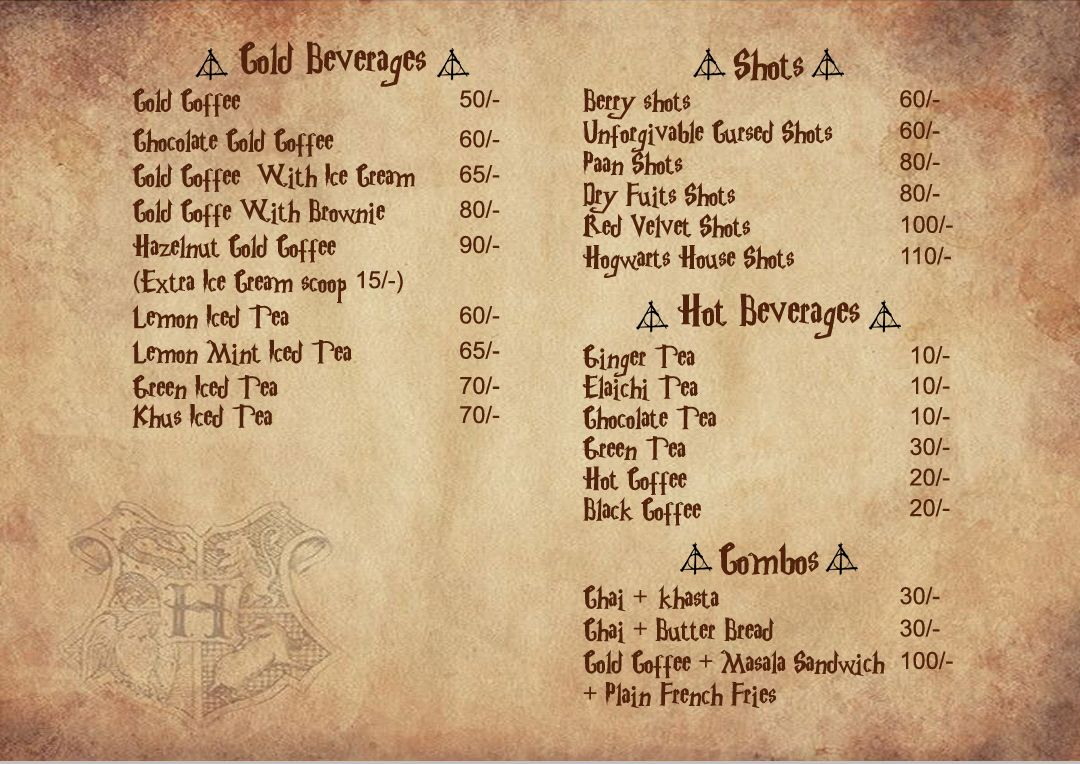 Cold Beverages
Cold Coffee 50/-
Chocolate Cold Coffee 60/-
Cold Coffee With Ice Cream 65/-
Cold Coffe With Brownie 80/-
Hazelnut Cold Coffee 90/-
(Extra Ice Cream scoop 15/-)
Lemon Iced Tea 60/-
Lemon Mint Iced Tea 65/-
Green Iced Tea 70/-
Khus Iced Tea 70/-
H
Shots
Berry shots 60/-
Unforgivable Cursed Shots 60/-
Paan Shots 80/-
Dry Fuits Shots 80/-
Red Velvet Shots 100/-
Hogwarts House Shots 110/-
Hot Beverages
Ginger Tea 10/-
Elaichi Tea 10/-
Chocolate Tea 10/-
Green Tea 30/-
Hot Coffee 20/-
Black Coffee 20/-
Combos
Chai + khasta 30/-
Chai + Butter Bread 30/-
Cold Coffee + Masala Sandwich 100/-
+ Plain French Fries